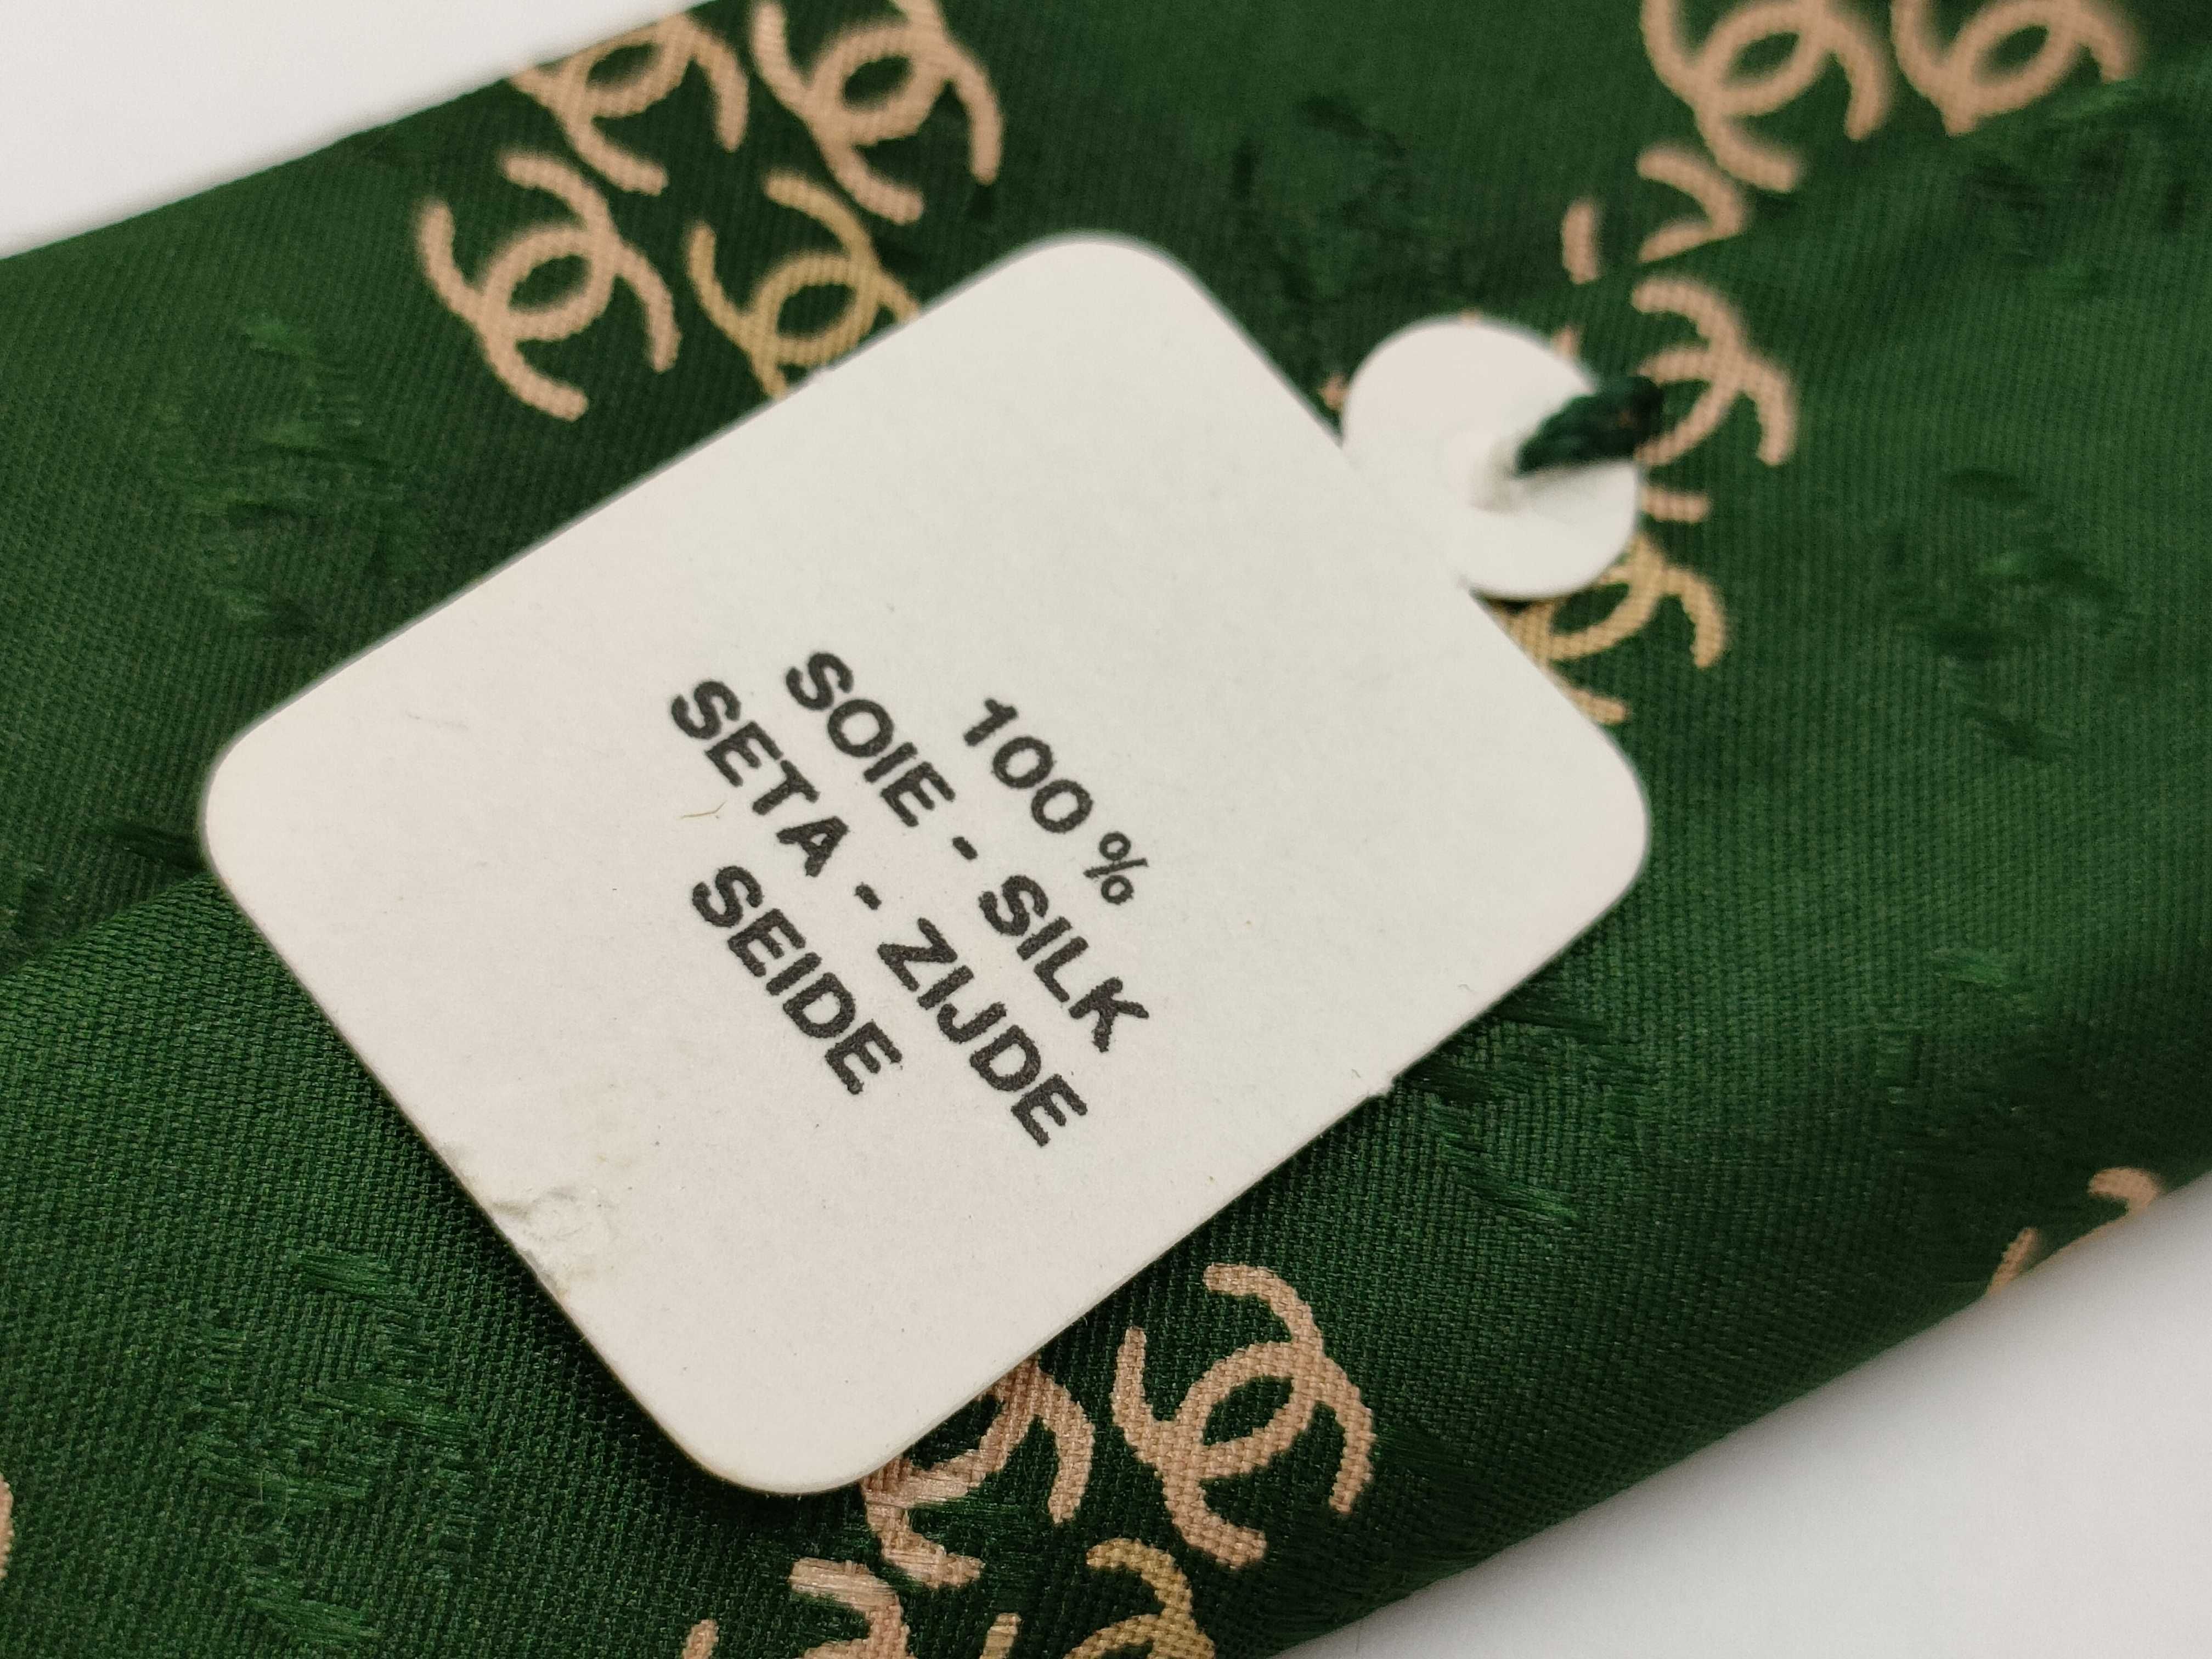 100%
SOIE - SILK
SETA - ZIJDE
SEIDE